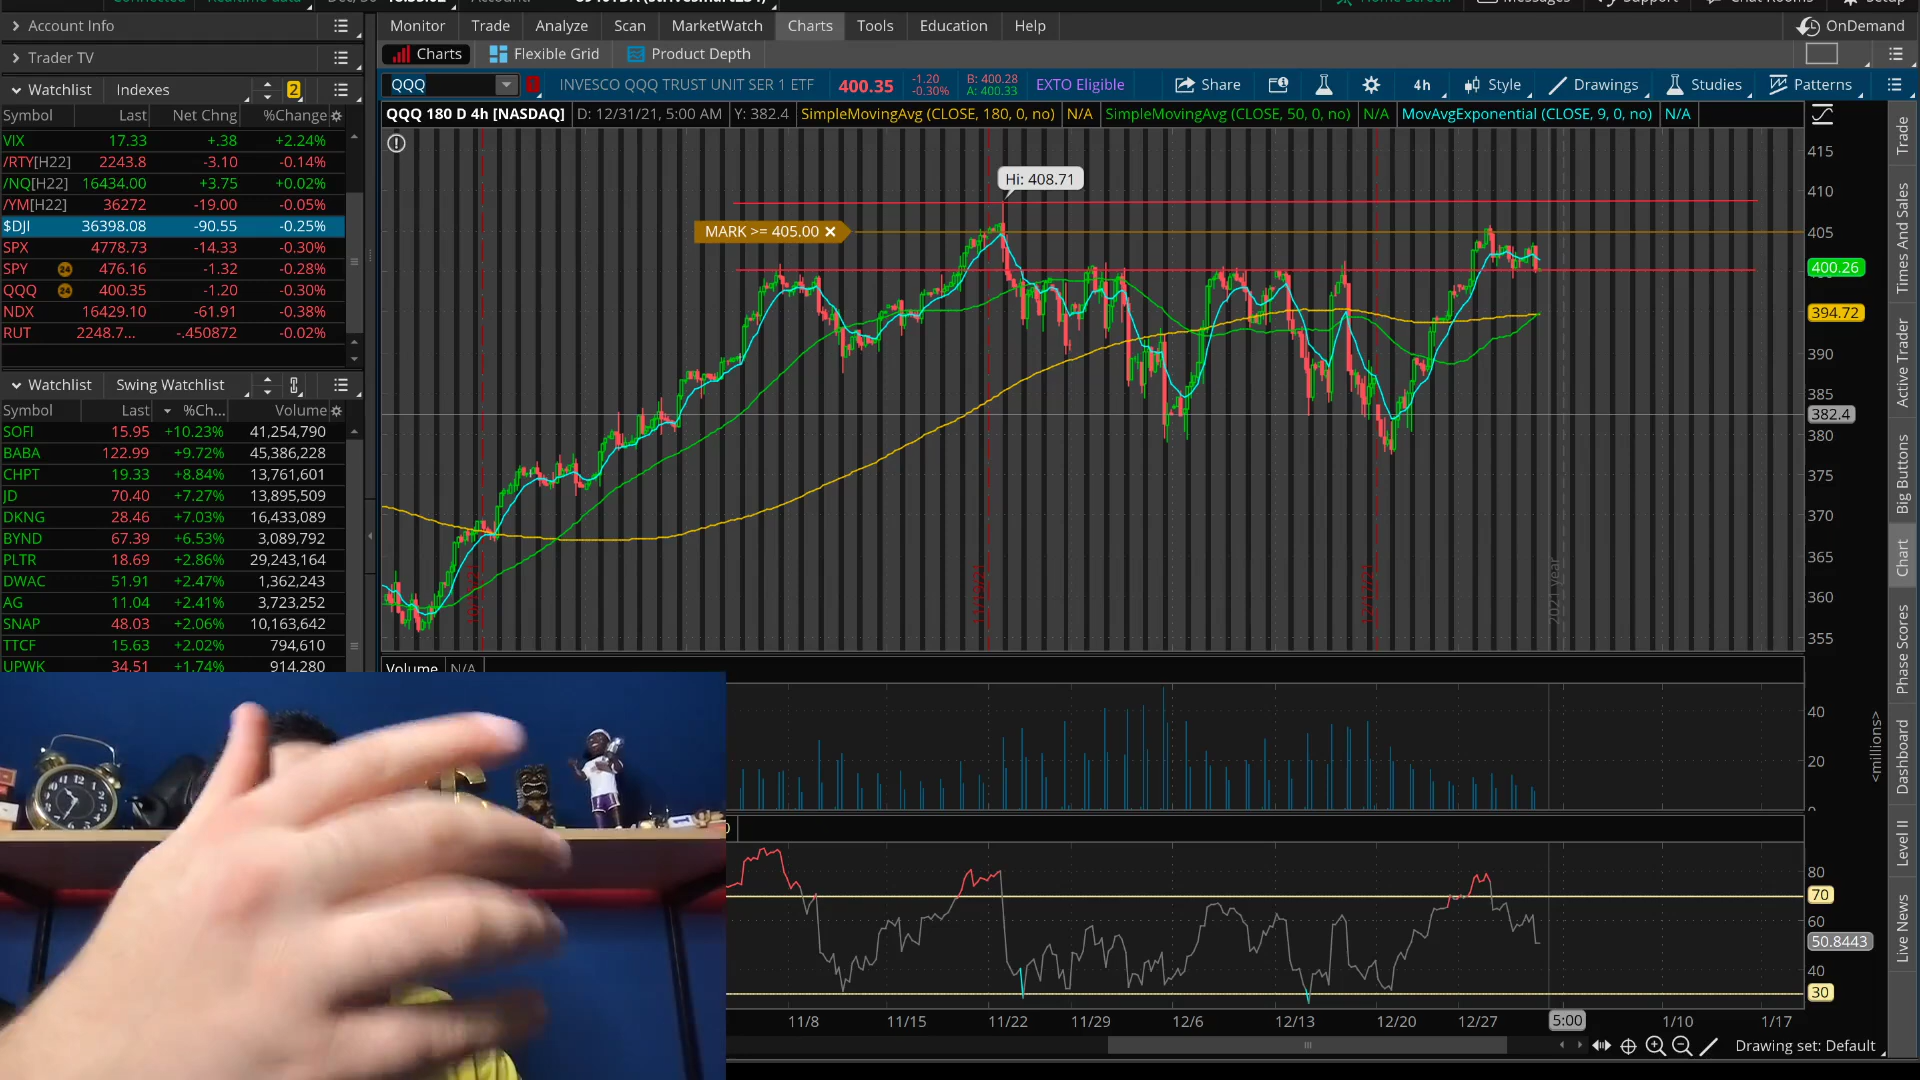 Monitor Trade Analyze Scan MarketWatch Charts Tools Education Help
OnDemand
Account Info
Trader TV
Charts Flexible Grid Product Depth
Watchlist Indexes 2
QQQ INVESCO QQQ TRUST UNIT SER 1 ETF 400.35 -1.20 -0.30% B: 400.28 A: 400.33 EXTO Eligible Share 4h Style Drawings Studies Patterns
QQQ 180 D 4h [NASDAQ] D: 12/31/21, 5:00 AM Y: 382.4 SimpleMovingAvg (CLOSE, 180, 0, no) N/A SimpleMovingAvg (CLOSE, 50, 0, no) N/A MovAvgExponential (CLOSE, 9, 0, no) N/A
Symbol Last Net Chng %Change
VIX 17.33 +.38 +2.24%
/RTY[H22] 2243.8 -3.10 -0.14%
/NQ[H22] 16434.00 +3.75 +0.02%
/YM[H22] 36272 -19.00 -0.05%
$DJI 36398.08 -90.55 -0.25%
SPX 4778.73 -14.33 -0.30%
SPY 24 476.16 -1.32 -0.28%
QQQ 24 400.35 -1.20 -0.30%
NDX 16429.10 -61.91 -0.38%
RUT 2248.7... -.450872 -0.02%
Watchlist Swing Watchlist
Symbol Last %Ch... Volume
SOFI 15.95 +10.23% 41,254,790
BABA 122.99 +9.72% 45,386,228
CHPT 19.33 +8.84% 13,761,601
JD 70.40 +7.27% 13,895,509
DKNG 28.46 +7.03% 16,433,089
BYND 67.39 +6.53% 3,089,792
PLTR 18.69 +2.86% 29,243,164
DWAC 51.91 +2.47% 1,362,243
AG 11.04 +2.41% 3,723,252
SNAP 48.03 +2.06% 10,163,642
TTCF 15.63 +2.02% 794,610
UPWK 34.51 +1.74% 914,280
Hi: 408.71
MARK >= 405.00
415
410
405
400.26
394.72
390
385
382.4
380
375
370
365
360
355
2021 year
Volume N/A
40
20
<millions>
80
70
60
50.8443
40
30
11/8 11/15 11/22 11/29 12/6 12/13 12/20 12/27 5:00 1/10 1/17
Drawing set: Default
Trade
Times And Sales
Active Trader
Big Buttons
Chart
Phase Scores
Dashboard
Level II
Live News